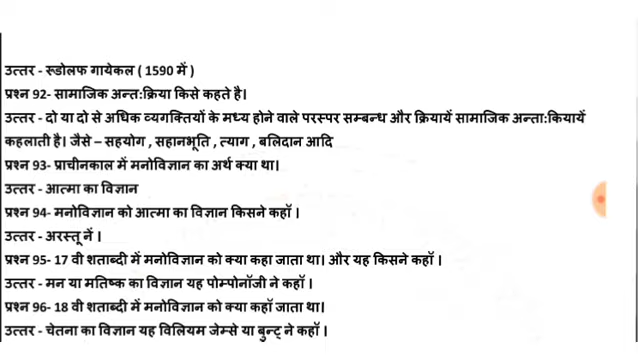 उत्तर - रूडोलफ गायेकल ( 1590 में )
प्रश्न 92- सामाजिक अन्त:क्रिया किसे कहते है।
उत्तर - दो या दो से अधिक व्यगक्तियों के मध्य होने वाले परस्पर सम्बन्ध और क्रियायें सामाजिक अन्ता:कियायें
कहलाती है। जैसे – सहयोग , सहानभूति , त्याग , बलिदान आदि
प्रश्न 93- प्राचीनकाल में मनोविज्ञान का अर्थ क्या था।
उत्तर - आत्मा का विज्ञान
प्रश्न 94- मनोविज्ञान को आत्मा का विज्ञान किसने कहॉ ।
उत्तर - अरस्तू नें ।
प्रश्न 95- 17 वी शताब्दी में मनोविज्ञान को क्या कहा जाता था। और यह किसने कहॉ ।
उत्तर - मन या मतिष्क का विज्ञान यह पोम्पोनॉजी ने कहॉ ।
प्रश्न 96- 18 वी शताब्दी में मनोविज्ञान को क्या कहॉ जाता था।
उत्तर - चेतना का विज्ञान यह विलियम जेम्से या बुन्ट् ने कहॉ ।